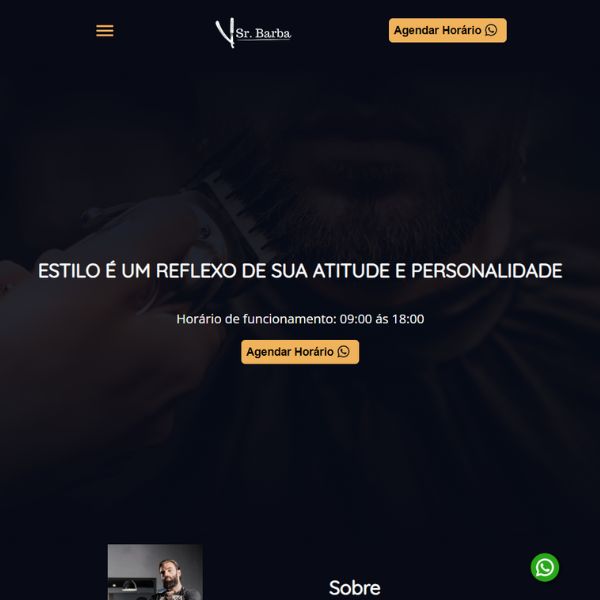 Sr. Barba
Agendar Horário
ESTILO É UM REFLEXO DE SUA ATITUDE E PERSONALIDADE
Horário de funcionamento: 09:00 ás 18:00
Agendar Horário
Sobre